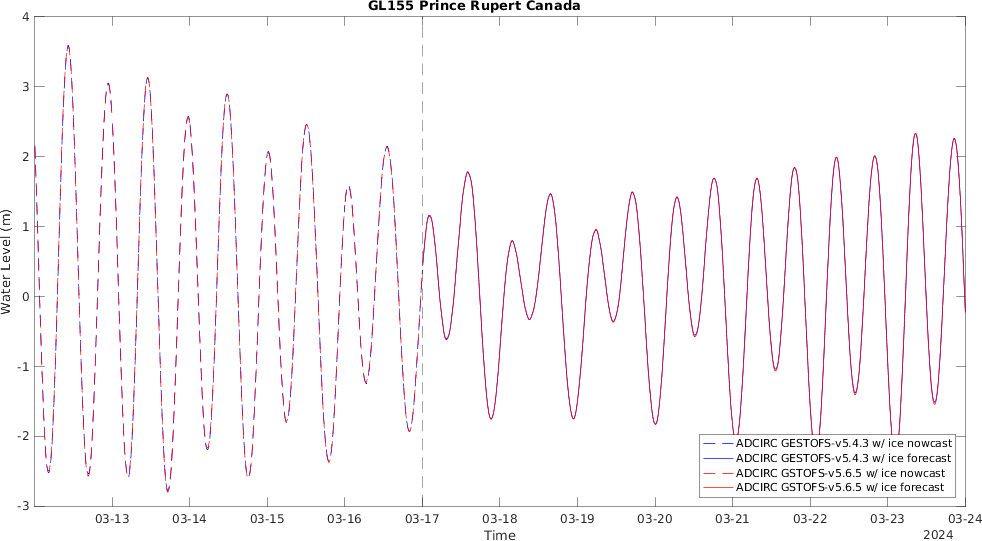 GL155 Prince Rupert Canada
4
3
2
1
0
-1
-2
-3
Water Level (m)
ADCIRC GESTOFS-v5.4.3 w/ ice nowcast
ADCIRC GESTOFS-v5.4.3 w/ ice forecast
ADCIRC GSTOFS-v5.6.5 w/ ice nowcast
ADCIRC GSTOFS-v5.6.5 w/ ice forecast
03-13 03-14 03-15 03-16 03-17 03-18 03-19 03-20 03-21 03-22 03-23 03-24
Time
2024